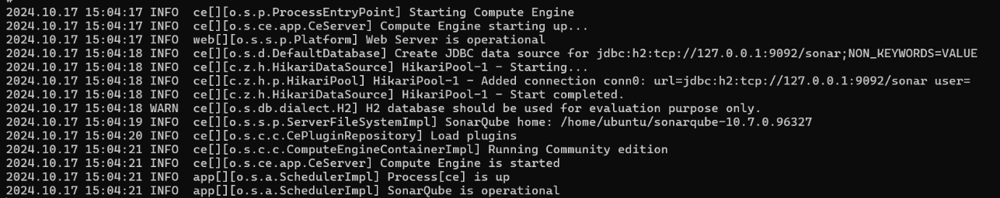 #
2024.10.17 15:04:17 INFO  ce[][o.s.p.ProcessEntryPoint] Starting Compute Engine
2024.10.17 15:04:17 INFO  ce[][o.s.ce.app.CeServer] Compute Engine starting up...
2024.10.17 15:04:17 INFO  web[][o.s.s.p.Platform] Web Server is operational
2024.10.17 15:04:18 INFO  ce[][o.s.d.DefaultDatabase] Create JDBC data source for jdbc:h2:tcp://127.0.0.1:9092/sonar;NON_KEYWORDS=VALUE
2024.10.17 15:04:18 INFO  ce[][c.z.h.HikariDataSource] HikariPool-1 - Starting...
2024.10.17 15:04:18 INFO  ce[][c.z.h.p.HikariPool] HikariPool-1 - Added connection conn0: url=jdbc:h2:tcp://127.0.0.1:9092/sonar user=
2024.10.17 15:04:18 INFO  ce[][c.z.h.HikariDataSource] HikariPool-1 - Start completed.
2024.10.17 15:04:18 WARN  ce[][o.s.db.dialect.H2] H2 database should be used for evaluation purpose only.
2024.10.17 15:04:19 INFO  ce[][o.s.s.p.ServerFileSystemImpl] SonarQube home: /home/ubuntu/sonarqube-10.7.0.96327
2024.10.17 15:04:20 INFO  ce[][o.s.c.c.CePluginRepository] Load plugins
2024.10.17 15:04:21 INFO  ce[][o.s.c.c.ComputeEngineContainerImpl] Running Community edition
2024.10.17 15:04:21 INFO  ce[][o.s.ce.app.CeServer] Compute Engine is started
2024.10.17 15:04:21 INFO  app[][o.s.a.SchedulerImpl] Process[ce] is up
2024.10.17 15:04:21 INFO  app[][o.s.a.SchedulerImpl] SonarQube is operational